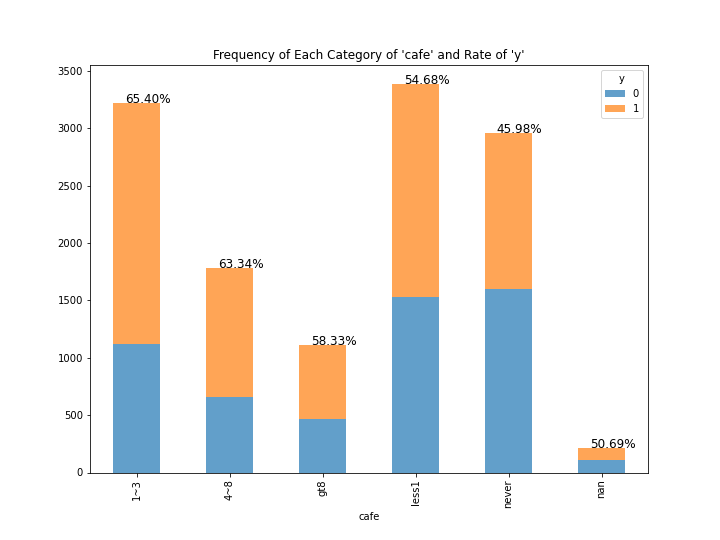 Frequency of Each Category of 'cafe' and Rate of 'y'
3500
3000
2500
2000
1500
1000
500
0
65.40%
63.34%
58.33%
54.68%
45.98%
50.69%
y
0
1
1~3
4~8
gt8
less1
never
nan
cafe